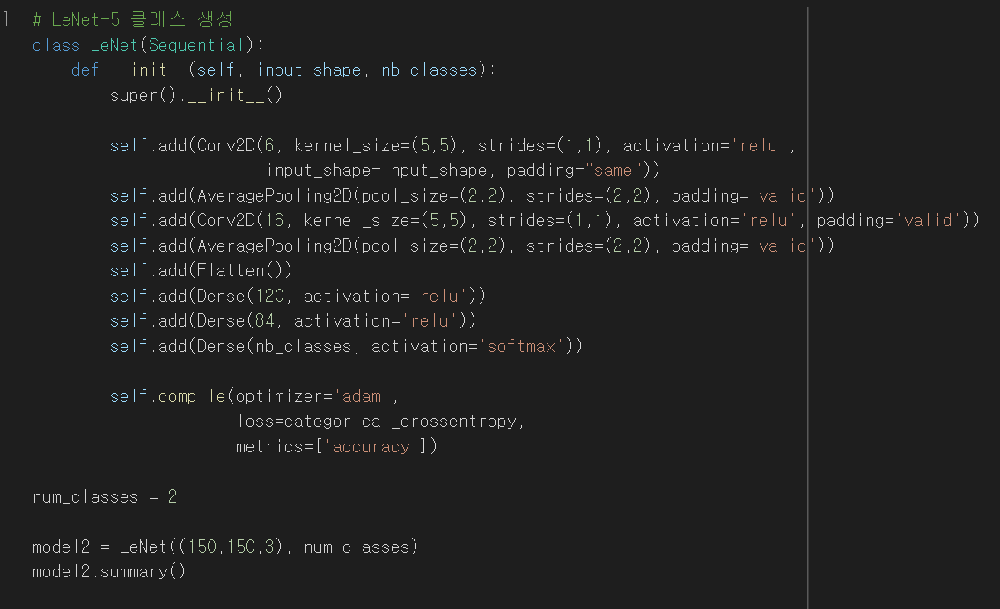 ] # LeNet-5 클래스 생성
class LeNet(Sequential):
    def __init__(self, input_shape, nb_classes):
        super().__init__()

        self.add(Conv2D(6, kernel_size=(5,5), strides=(1,1), activation='relu',
                        input_shape=input_shape, padding="same"))
        self.add(AveragePooling2D(pool_size=(2,2), strides=(2,2), padding='valid'))
        self.add(Conv2D(16, kernel_size=(5,5), strides=(1,1), activation='relu', padding='valid'))
        self.add(AveragePooling2D(pool_size=(2,2), strides=(2,2), padding='valid'))
        self.add(Flatten())
        self.add(Dense(120, activation='relu'))
        self.add(Dense(84, activation='relu'))
        self.add(Dense(nb_classes, activation='softmax'))

        self.compile(optimizer='adam',
                     loss=categorical_crossentropy,
                     metrics=['accuracy'])

num_classes = 2

model2 = LeNet((150,150,3), num_classes)
model2.summary()